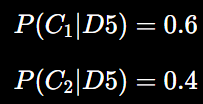 P(C₁|D5) = 0.6
P(C₂|D5) = 0.4